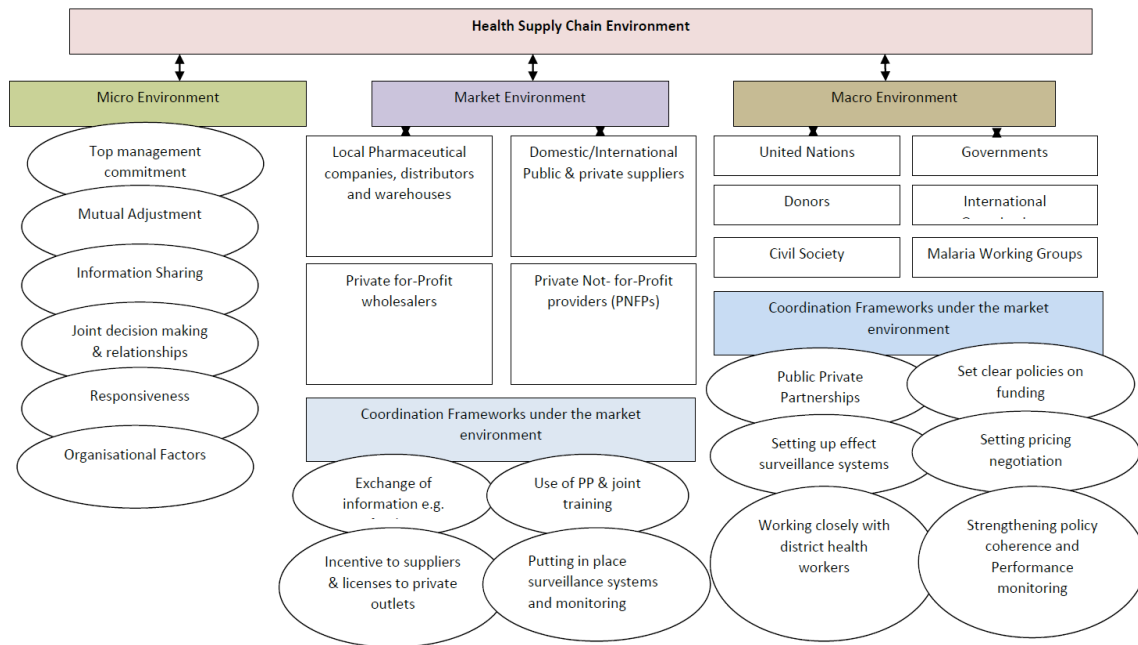 Health Supply Chain Environment
Micro Environment
Top management
commitment
Mutual Adjustment
Information Sharing
Joint decision making
& relationships
Responsiveness
Organisational Factors
Market Environment
Local Pharmaceutical
companies, distributors
and warehouses
Domestic/International
Public & private suppliers
Private for-Profit
wholesalers
Private Not- for-Profit
providers (PNFPs)
Coordination Frameworks under the market
environment
Exchange of
information e.g.
Use of PP & joint
training
Incentive to suppliers
& licenses to private
outlets
Putting in place
surveillance systems
and monitoring
Macro Environment
United Nations
Governments
Donors
International
Civil Society
Malaria Working Groups
Coordination Frameworks under the market
environment
Public Private
Partnerships
Set clear policies on
funding
Setting up effect
surveillance systems
Setting pricing
negotiation
Working closely with
district health
workers
Strengthening policy
coherence and
Performance
monitoring